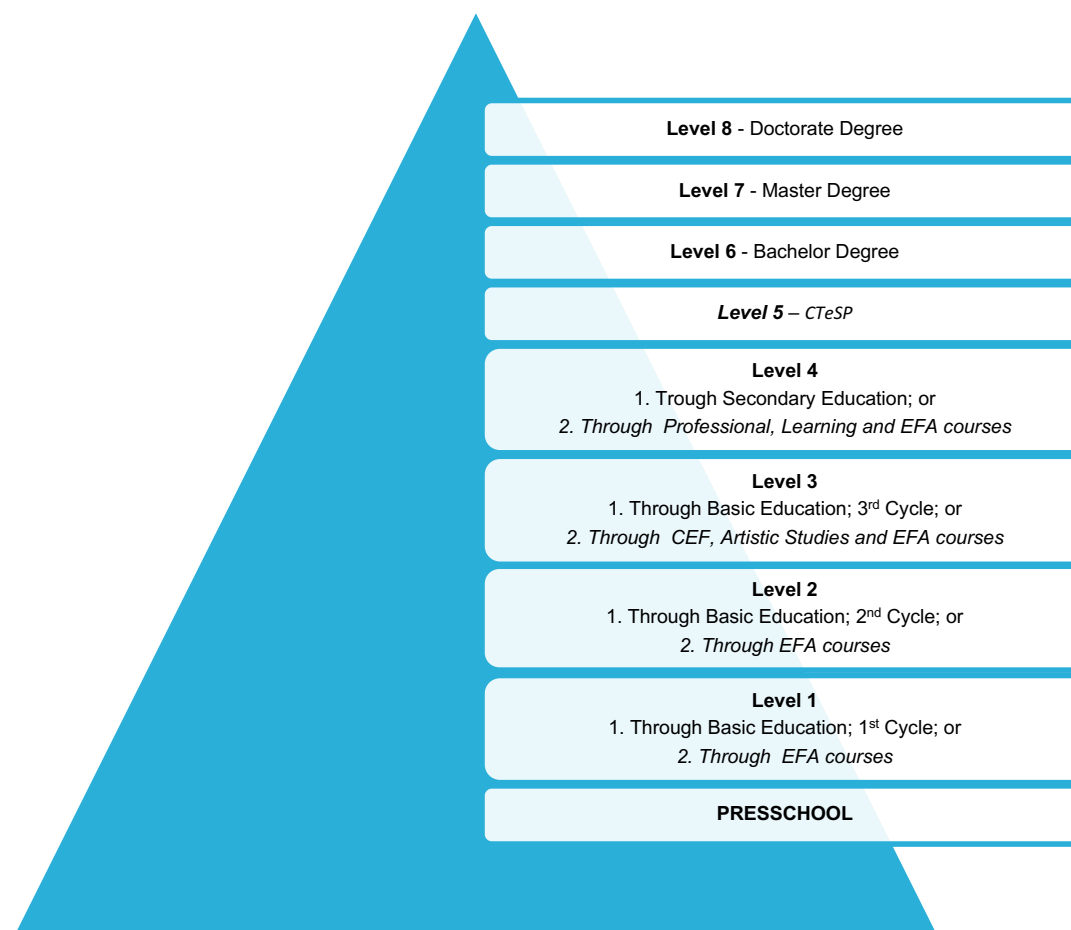 Level 8 - Doctorate Degree
Level 7 - Master Degree
Level 6 - Bachelor Degree
Level 5 – CTeSP
Level 4
1. Trough Secondary Education; or
2. Through  Professional, Learning and EFA courses
Level 3
1. Through Basic Education; 3rd Cycle; or
2. Through  CEF, Artistic Studies and EFA courses
Level 2
1. Through Basic Education; 2nd Cycle; or
2. Through EFA courses
Level 1
1. Through Basic Education; 1st Cycle; or
2. Through  EFA courses
PRESSCHOOL